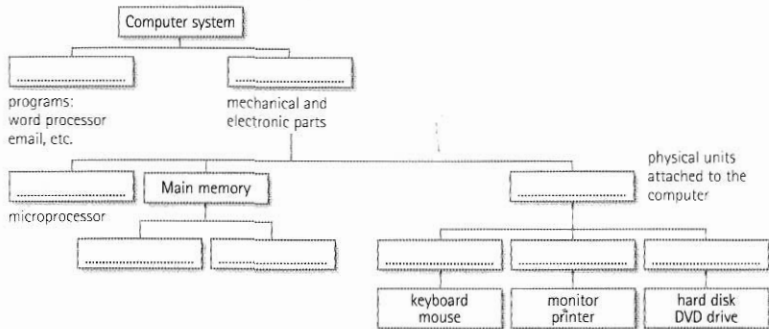 Computer system
programs:
word processor
email, etc.
mechanical and
electronic parts
physical units
attached to the
computer
microprocessor
Main memory
keyboard
mouse
monitor
printer
hard disk
DVD drive